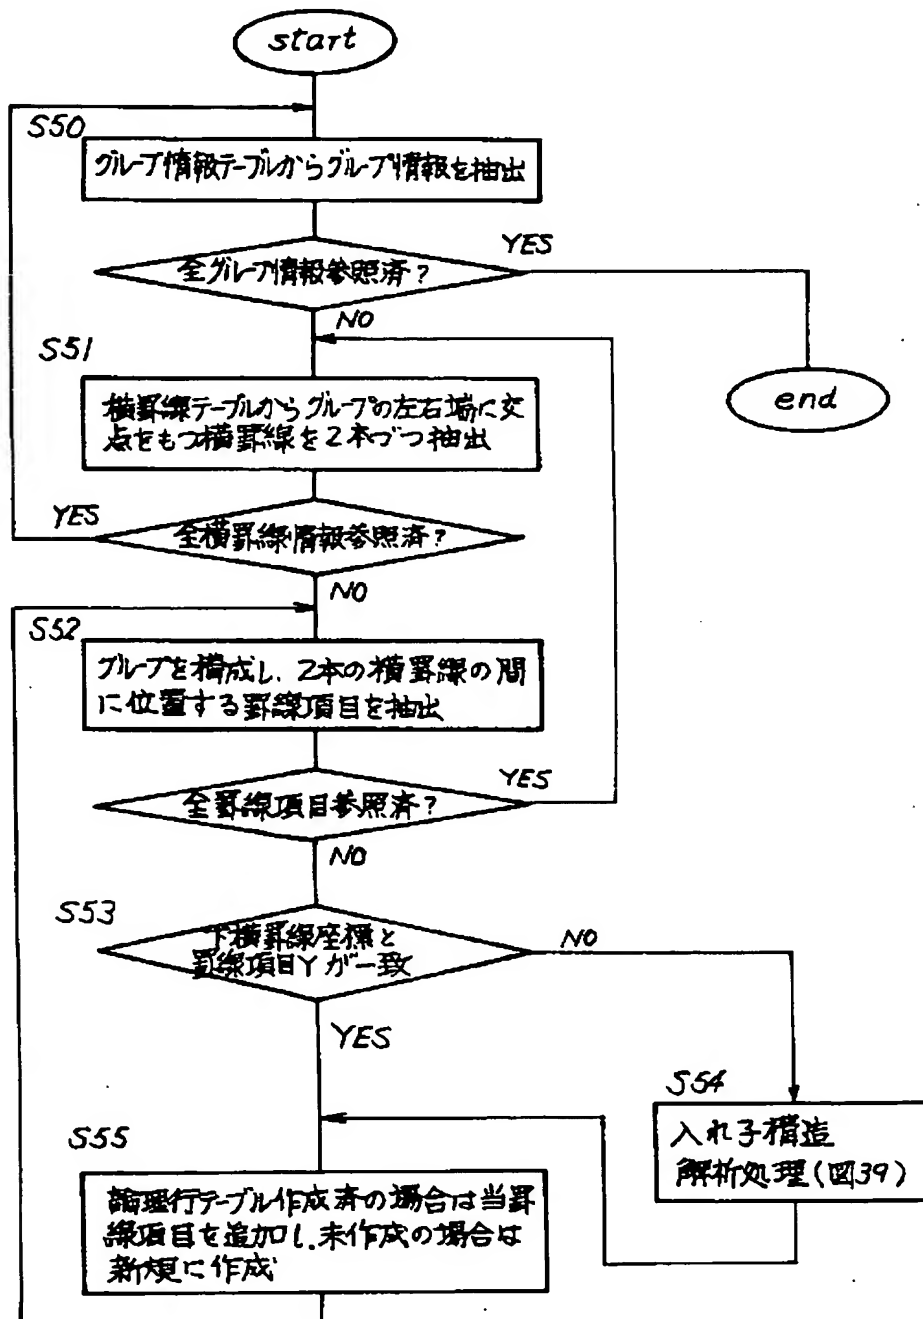 start
S50
グループ情報テーブルからグループ情報を抽出
全グループ情報参照済?
YES
NO
end
S51
横罫線テーブルからグループの左右端に交
点をもつ横罫線を2本づつ抽出
YES
全横罫線情報参照済?
NO
S52
グループを構成し、2本の横罫線の間
に位置する罫線項目を抽出
YES
全罫線項目参照済?
NO
S53
下横罫線座標と
罫線項目Yが一致
NO
YES
S54
入れ子構造
解析処理(図39)
S55
論理行テーブル作成済の場合は当罫
線項目を追加し、未作成の場合は
新規に作成